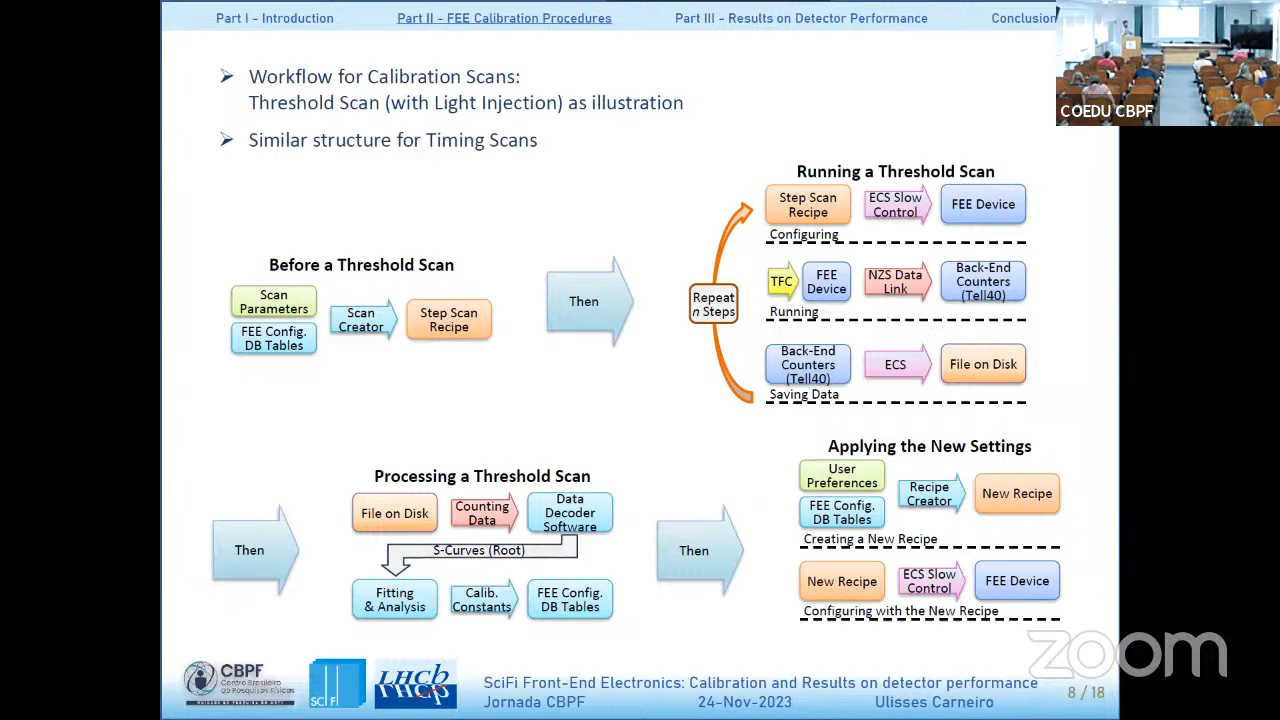 Part I - Introduction
Part II - FEE Calibration Procedures
Part III - Results on Detector Performance
Conclusion
COEDU CBPF
➢ Workflow for Calibration Scans:
Threshold Scan (with Light Injection) as illustration
➢ Similar structure for Timing Scans
Before a Threshold Scan
Scan
Parameters
FEE Config.
DB Tables
Scan
Creator
Step Scan
Recipe
Then
Running a Threshold Scan
Repeat
n Steps
Step Scan
Recipe
ECS Slow
Control
FEE Device
Configuring
TFC
FEE
Device
NZS Data
Link
Back-End
Counters
(Tell40)
Running
Back-End
Counters
(Tell40)
ECS
File on Disk
Saving Data
Then
Processing a Threshold Scan
File on Disk
Counting
Data
Data
Decoder
Software
S-Curves (Root)
Fitting
& Analysis
Calib.
Constants
FEE Config.
DB Tables
Then
Applying the New Settings
User
Preferences
FEE Config.
DB Tables
Recipe
Creator
New Recipe
Creating a New Recipe
New Recipe
ECS Slow
Control
FEE Device
Configuring with the New Recipe
zoom
CBPF
Centro Brasileiro
de Pesquisas Físicas
SCIFI
LHCb
SciFi Front-End Electronics: Calibration and Results on detector performance
Jornada CBPF
24-Nov-2023
Ulisses Carneiro
8 / 18